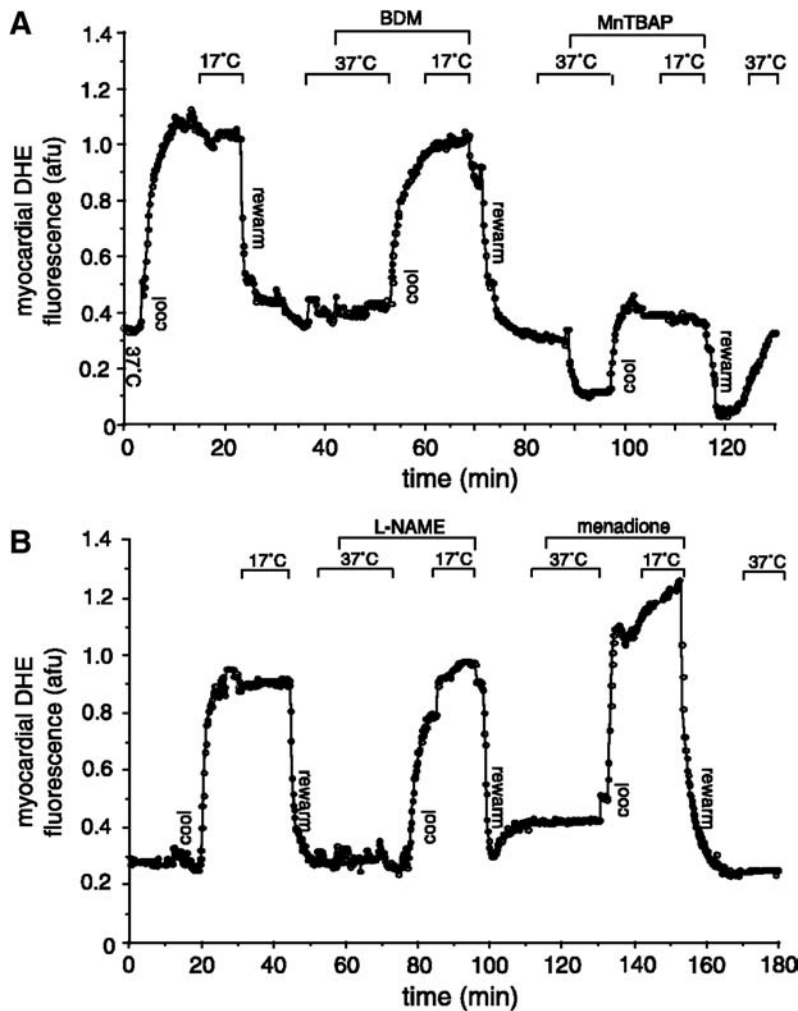 A
BDM
MnTBAP
17°C
37°C
17°C
37°C
17°C
37°C
1.4
1.2
1.0
0.8
0.6
0.4
0.2
0
myocardial DHE
fluorescence (afu)
37°C
cool
rewarm
cool
rewarm
cool
rewarm
0
20
40
60
80
100
120
time (min)
B
L-NAME
menadione
17°C
37°C
17°C
37°C
17°C
37°C
1.4
1.2
1.0
0.8
0.6
0.4
0.2
0
myocardial DHE
fluorescence (afu)
cool
rewarm
cool
rewarm
cool
rewarm
0
20
40
60
80
100
120
140
160
180
time (min)